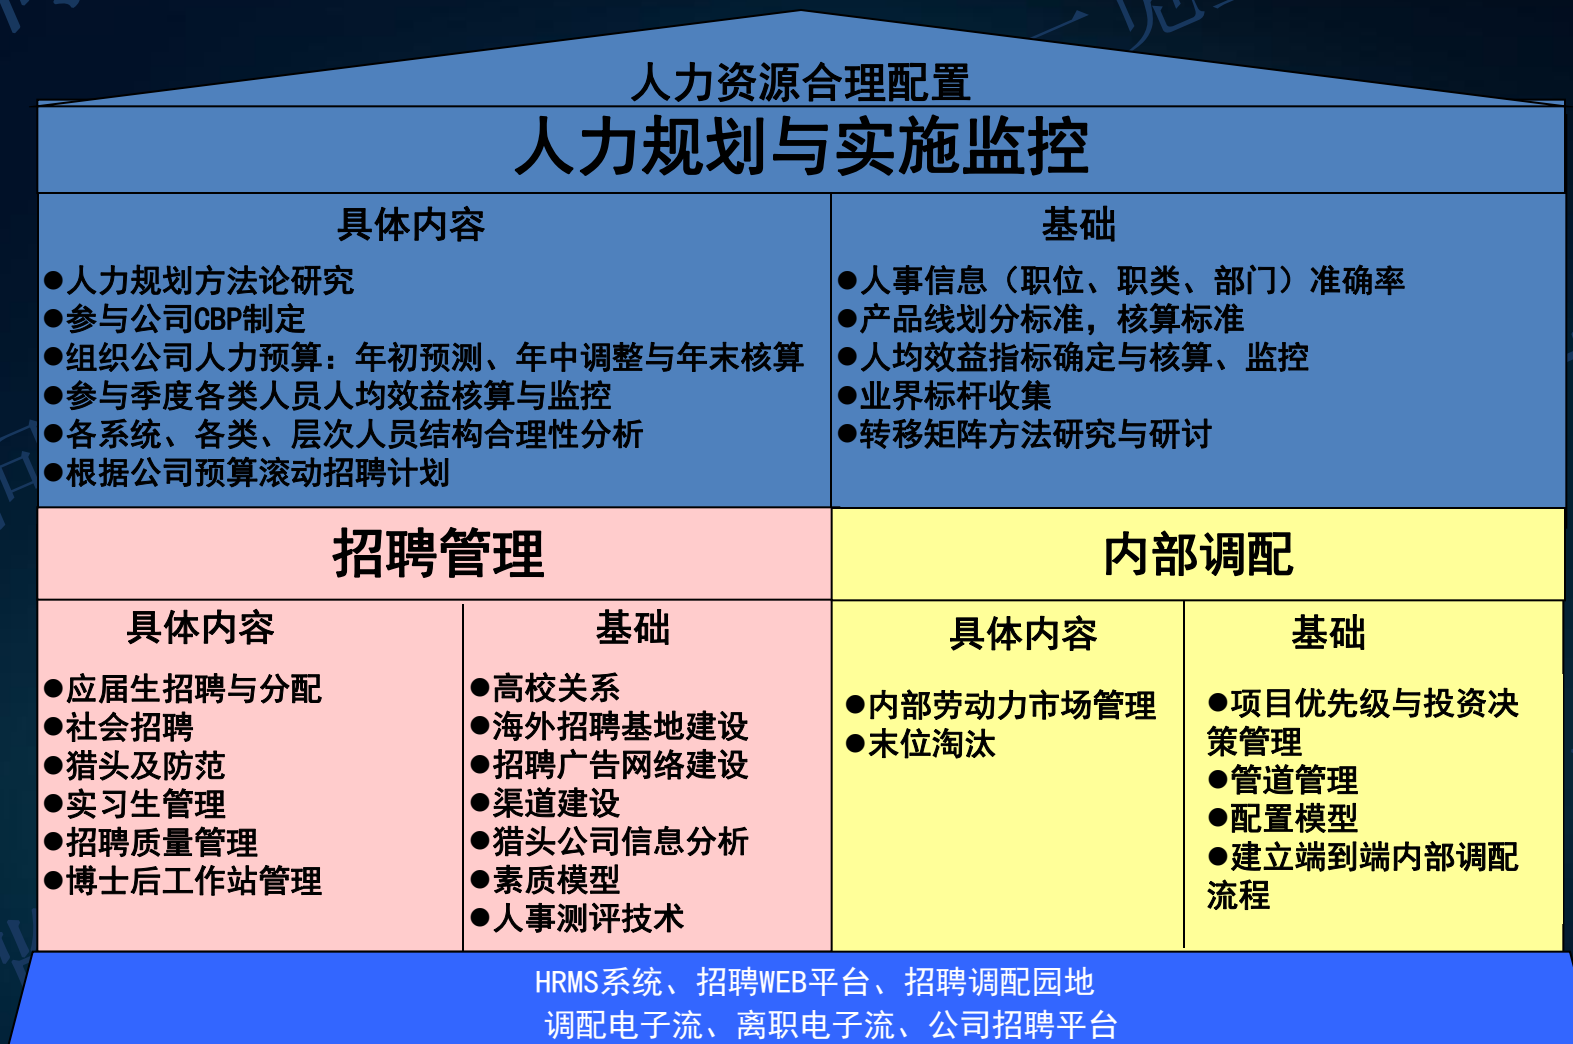 人力资源合理配置
人力规划与实施监控
具体内容
●人力规划方法论研究
●参与公司CBP制定
●组织公司人力预算：年初预测、年中调整与年末核算
●参与季度各类人员人均效益核算与监控
●各系统、各类、层次人员结构合理性分析
●根据公司预算滚动招聘计划
基础
●人事信息（职位、职类、部门）准确率
●产品线划分标准，核算标准
●人均效益指标确定与核算、监控
●业界标杆收集
●转移矩阵方法研究与研讨
招聘管理
具体内容
●应届生招聘与分配
●社会招聘
●猎头及防范
●实习生管理
●招聘质量管理
●博士后工作站管理
基础
●高校关系
●海外招聘基地建设
●招聘广告网络建设
●渠道建设
●猎头公司信息分析
●素质模型
●人事测评技术
内部调配
具体内容
●内部劳动力市场管理
●末位淘汰
基础
●项目优先级与投资决
策管理
●管道管理
●配置模型
●建立端到端内部调配
流程
HRMS系统、招聘WEB平台、招聘调配园地
调配电子流、离职电子流、公司招聘平台